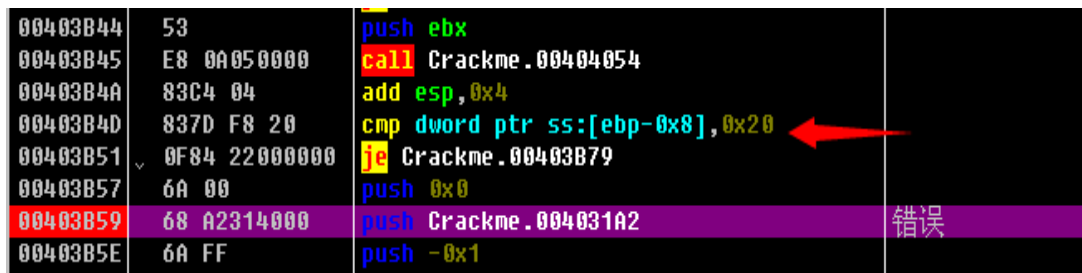 00403B44 53 push ebx
00403B45 E8 0A050000 call Crackme.00404054
00403B4A 83C4 04 add esp,0x4
00403B4D 837D F8 20 cmp dword ptr ss:[ebp-0x8],0x20
00403B51 0F84 22000000 je Crackme.00403B79
00403B57 6A 00 push 0x0
00403B59 68 A2314000 push Crackme.004031A2 错误
00403B5E 6A FF push -0x1